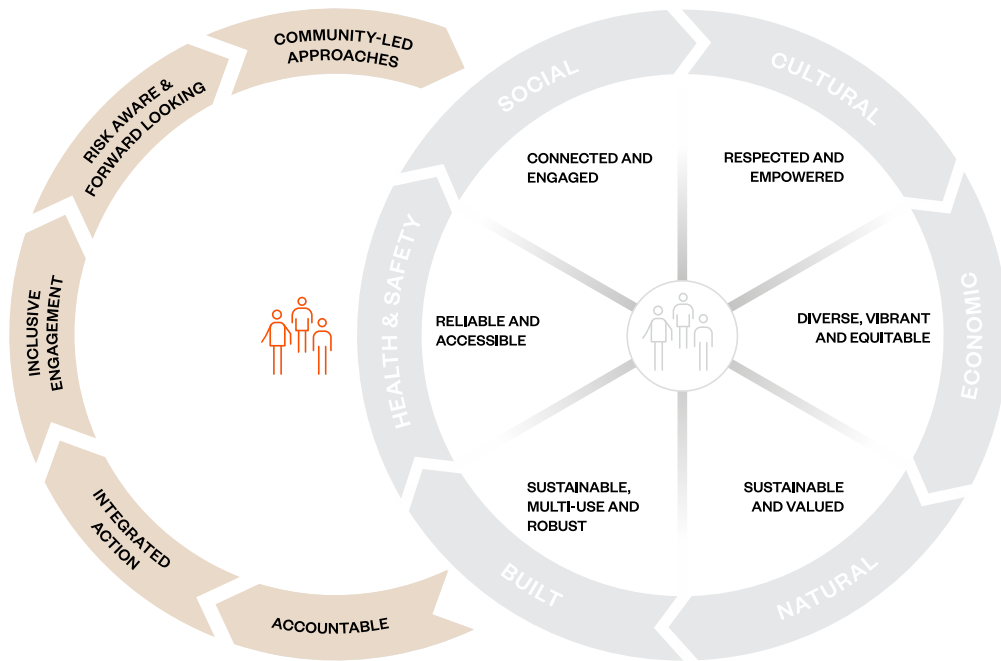 COMMUNITY-LED
APPROACHES
RISK AWARE &
FORWARD LOOKING
INCLUSIVE
ENGAGEMENT
INTEGRATED
ACTION
ACCOUNTABLE
SOCIAL
CULTURAL
ECONOMIC
NATURAL
BUILT
HEALTH & SAFETY
CONNECTED AND
ENGAGED
RESPECTED AND
EMPOWERED
RELIABLE AND
ACCESSIBLE
DIVERSE, VIBRANT
AND EQUITABLE
SUSTAINABLE,
MULTI-USE AND
ROBUST
SUSTAINABLE
AND VALUED